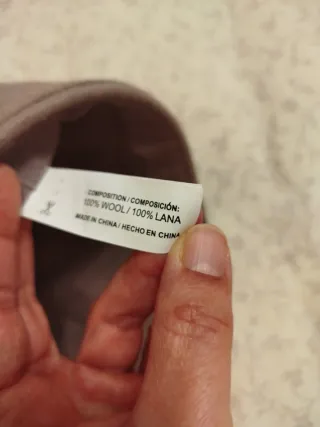 COMPOSITION / COMPOSICIÓN:
100% WOOL / 100% LANA
MADE IN CHINA / HECHO EN CHINA